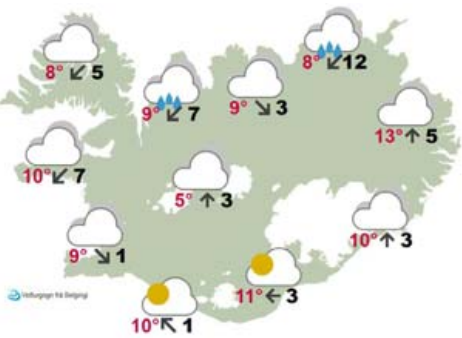 8° ↙ 5
8° ↙ 12
9° ↙ 7
9° ↘ 3
13° ↑ 5
10° ↙ 7
5° ↑ 3
9° ↘ 1
10° ↑ 3
11° ← 3
10° ↖ 1